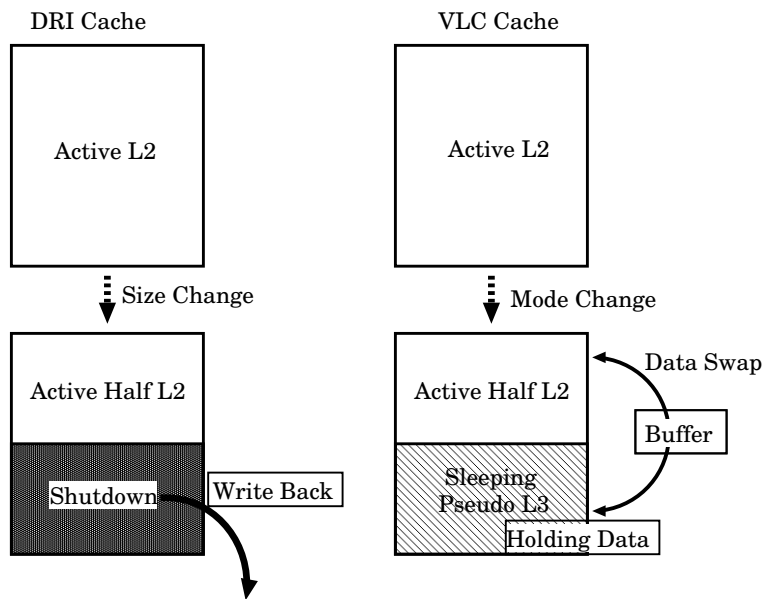 DRI Cache
VLC Cache
Active L2
Active L2
Size Change
Mode Change
Active Half L2
Shutdown
Write Back
Active Half L2
Data Swap
Buffer
Sleeping
Pseudo L3
Holding Data